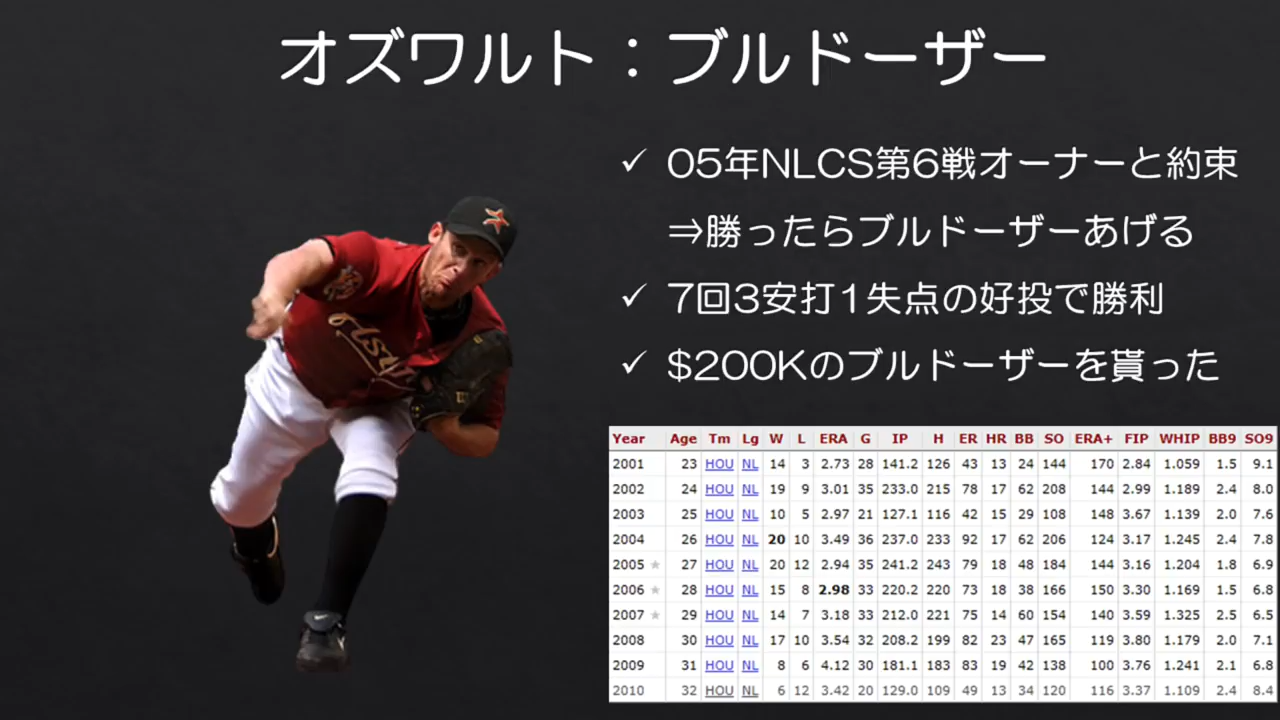 オズワルト：ブルドーザー
✓ 05年NLCS第6戦オーナーと約束
⇒勝ったらブルドーザーあげる
✓ 7回3安打1失点の好投で勝利
✓ $200Kのブルドーザーを貰った
Year Age Tm Lg W L ERA G IP H ER HR BB SO ERA+ FIP WHIP BB9 SO9
2001 23 HOU NL 14 3 2.73 28 141.2 126 43 13 24 144 170 2.84 1.059 1.5 9.1
2002 24 HOU NL 19 9 3.01 35 233.0 215 78 17 62 208 144 2.99 1.189 2.4 8.0
2003 25 HOU NL 10 5 2.97 21 127.1 116 42 15 29 108 148 3.67 1.139 2.0 7.6
2004 26 HOU NL 20 10 3.49 36 237.0 233 92 17 62 206 124 3.17 1.245 2.4 7.8
2005 ★ 27 HOU NL 20 12 2.94 35 241.2 243 79 18 48 184 144 3.16 1.204 1.8 6.9
2006 ★ 28 HOU NL 15 8 2.98 33 220.2 220 73 18 38 166 150 3.30 1.169 1.5 6.8
2007 ★ 29 HOU NL 14 7 3.18 33 212.0 221 75 14 60 154 140 3.59 1.325 2.5 6.5
2008 30 HOU NL 17 10 3.54 32 208.2 199 82 23 47 165 119 3.80 1.179 2.0 7.1
2009 31 HOU NL 8 6 4.12 30 181.1 183 83 19 42 138 100 3.76 1.241 2.1 6.8
2010 32 HOU NL 6 12 3.42 20 129.0 109 49 13 34 120 116 3.37 1.109 2.4 8.4